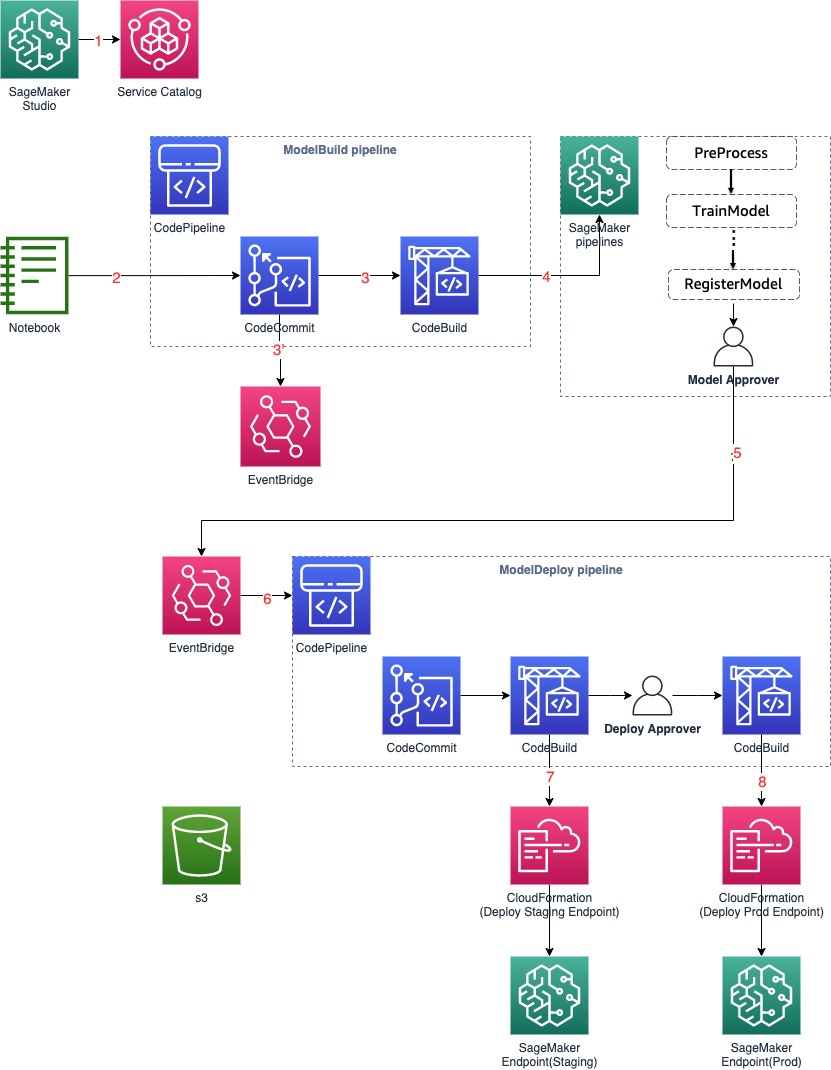 1
SageMaker
Studio
Service Catalog
ModelBuild pipeline
CodePipeline
SageMaker
pipelines
PreProcess
TrainModel
RegisterModel
Model Approver
Notebook
2
CodeCommit
3
CodeBuild
4
3'
EventBridge
5
EventBridge
6
ModelDeploy pipeline
CodePipeline
CodeCommit
CodeBuild
Deploy Approver
CodeBuild
7
8
s3
CloudFormation
(Deploy Staging Endpoint)
CloudFormation
(Deploy Prod Endpoint)
SageMaker
Endpoint(Staging)
SageMaker
Endpoint(Prod)